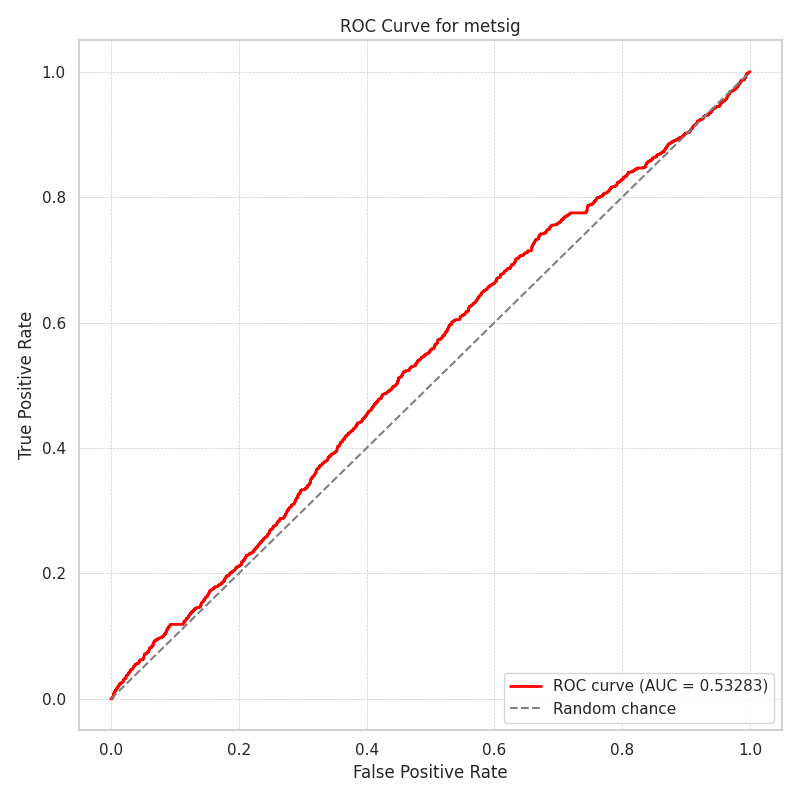 ROC Curve for metsig
1.0
0.8
0.6
0.4
0.2
0.0
True Positive Rate
ROC curve (AUC = 0.53283)
Random chance
0.0 0.2 0.4 0.6 0.8 1.0
False Positive Rate